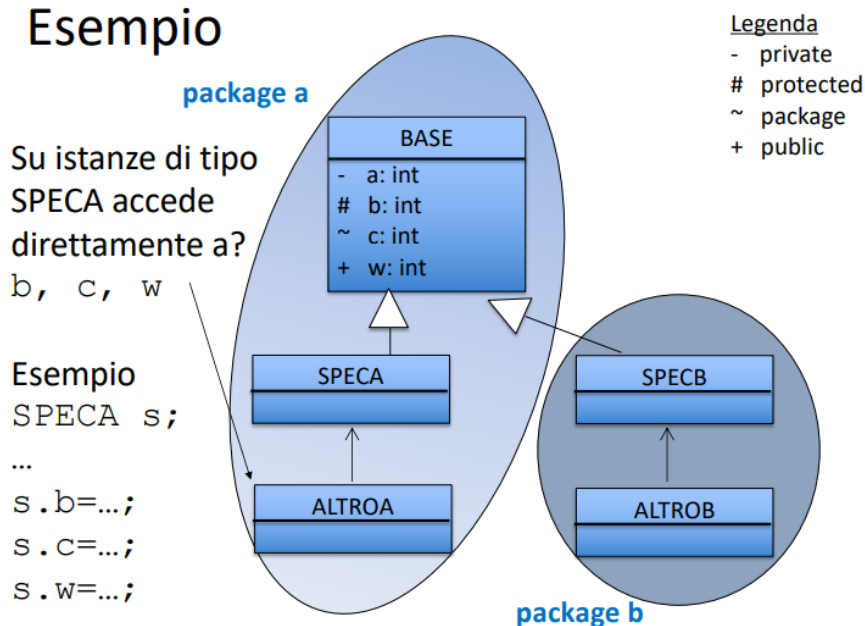 Esempio
Legenda
- private
# protected
~ package
+ public
package a
BASE
- a: int
# b: int
~ c: int
+ w: int
Su istanze di tipo
SPECA accede
direttamente a?
b, c, w
SPECA
SPECB
Esempio
SPECA s;
…
s.b=…;
s.c=…;
s.w=…;
ALTROA
ALTROB
package b